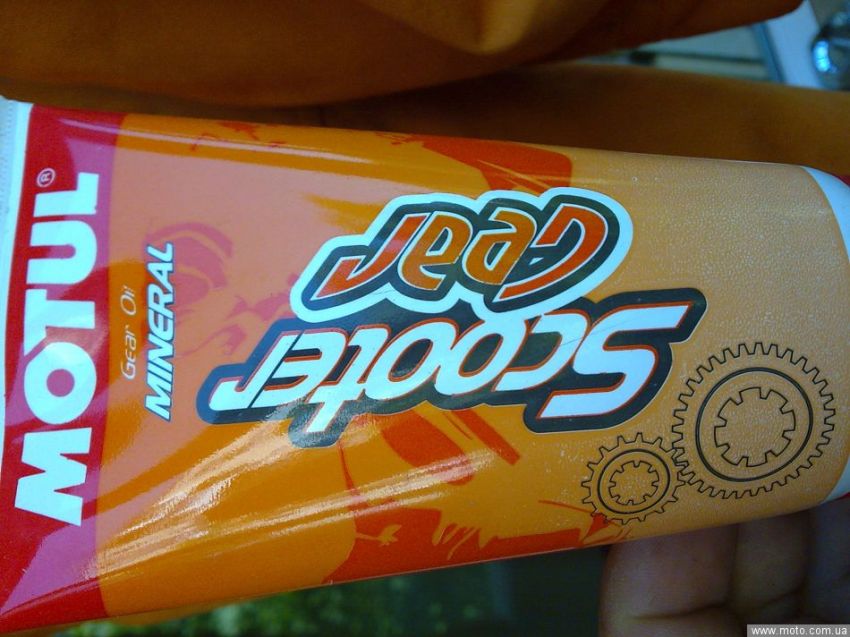 MOTUL®
Gear Oil
MINERAL
Scooter
Gear
www.moto.com.ua